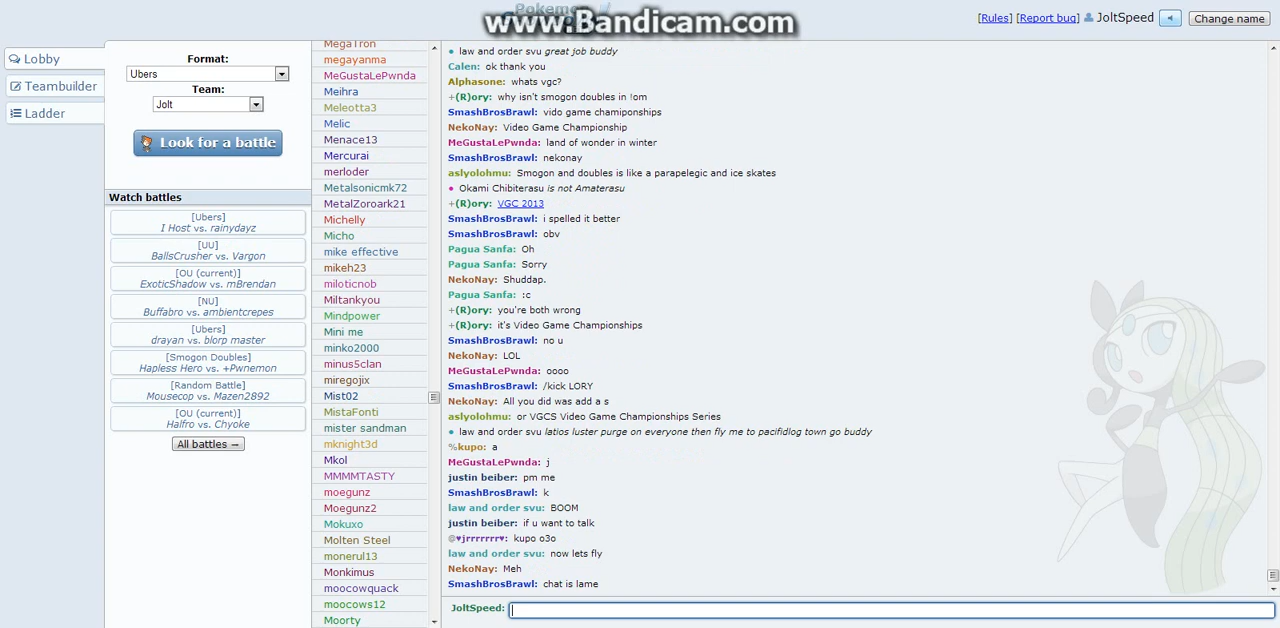 Pokemon
www.Bandicam.com
[Rules] [Report bug] JoltSpeed
Change name
Lobby
Teambuilder
Ladder
Format:
Ubers
Team:
Jolt
Look for a battle
Watch battles
[Ubers]
I Host vs. rainydayz
[UU]
BallsCrusher vs. Vargon
[OU (current)]
ExoticShadow vs. mBrendan
[NU]
Buffabro vs. ambientcrepes
[Ubers]
drayan vs. blorp master
[Smogon Doubles]
Hapless Hero vs. +Pwnemon
[Random Battle]
Mousecop vs. Mazen2892
[OU (current)]
Halfro vs. Chyoke
All battles →
MegaTron
megayanma
MeGustaLePwnda
Meihra
Meleotta3
Melic
Menace13
Mercurai
merloder
Metalsonicmk72
MetalZoroark21
Michelly
Micho
mike effective
mikeh23
miloticnob
Miltankyou
Mindpower
Mini me
minko2000
minus5clan
miregojix
Mist02
MistaFonti
mister sandman
mknight3d
Mkol
MMMMTASTY
moegunz
Moegunz2
Mokuxo
Molten Steel
monerul13
Monkimus
moocowquack
moocows12
Moorty
• law and order svu great job buddy
Calen: ok thank you
Alphasone: whats vgc?
+(R)ory: why isn't smogon doubles in !om
SmashBrosBrawl: vido game chamiponships
NekoNay: Video Game Championship
MeGustaLePwnda: land of wonder in winter
SmashBrosBrawl: nekonay
aslyolohmu: Smogon and doubles is like a parapelegic and ice skates
• Okami Chibiterasu is not Amaterasu
+(R)ory: VGC 2013
SmashBrosBrawl: i spelled it better
SmashBrosBrawl: obv
Pagua Sanfa: Oh
Pagua Sanfa: Sorry
NekoNay: Shuddap.
Pagua Sanfa: :c
+(R)ory: you're both wrong
+(R)ory: it's Video Game Championships
SmashBrosBrawl: no u
NekoNay: LOL
MeGustaLePwnda: oooo
SmashBrosBrawl: /kick LORY
NekoNay: All you did was add a s
aslyolohmu: or VGCS Video Game Championships Series
• law and order svu latios luster purge on everyone then fly me to pacifidlog town go buddy
%kupo: a
MeGustaLePwnda: j
justin beiber: pm me
SmashBrosBrawl: k
law and order svu: BOOM
justin beiber: if u want to talk
@♥jrrrrrrr♥: kupo o3o
law and order svu: now lets fly
NekoNay: Meh
SmashBrosBrawl: chat is lame
JoltSpeed: